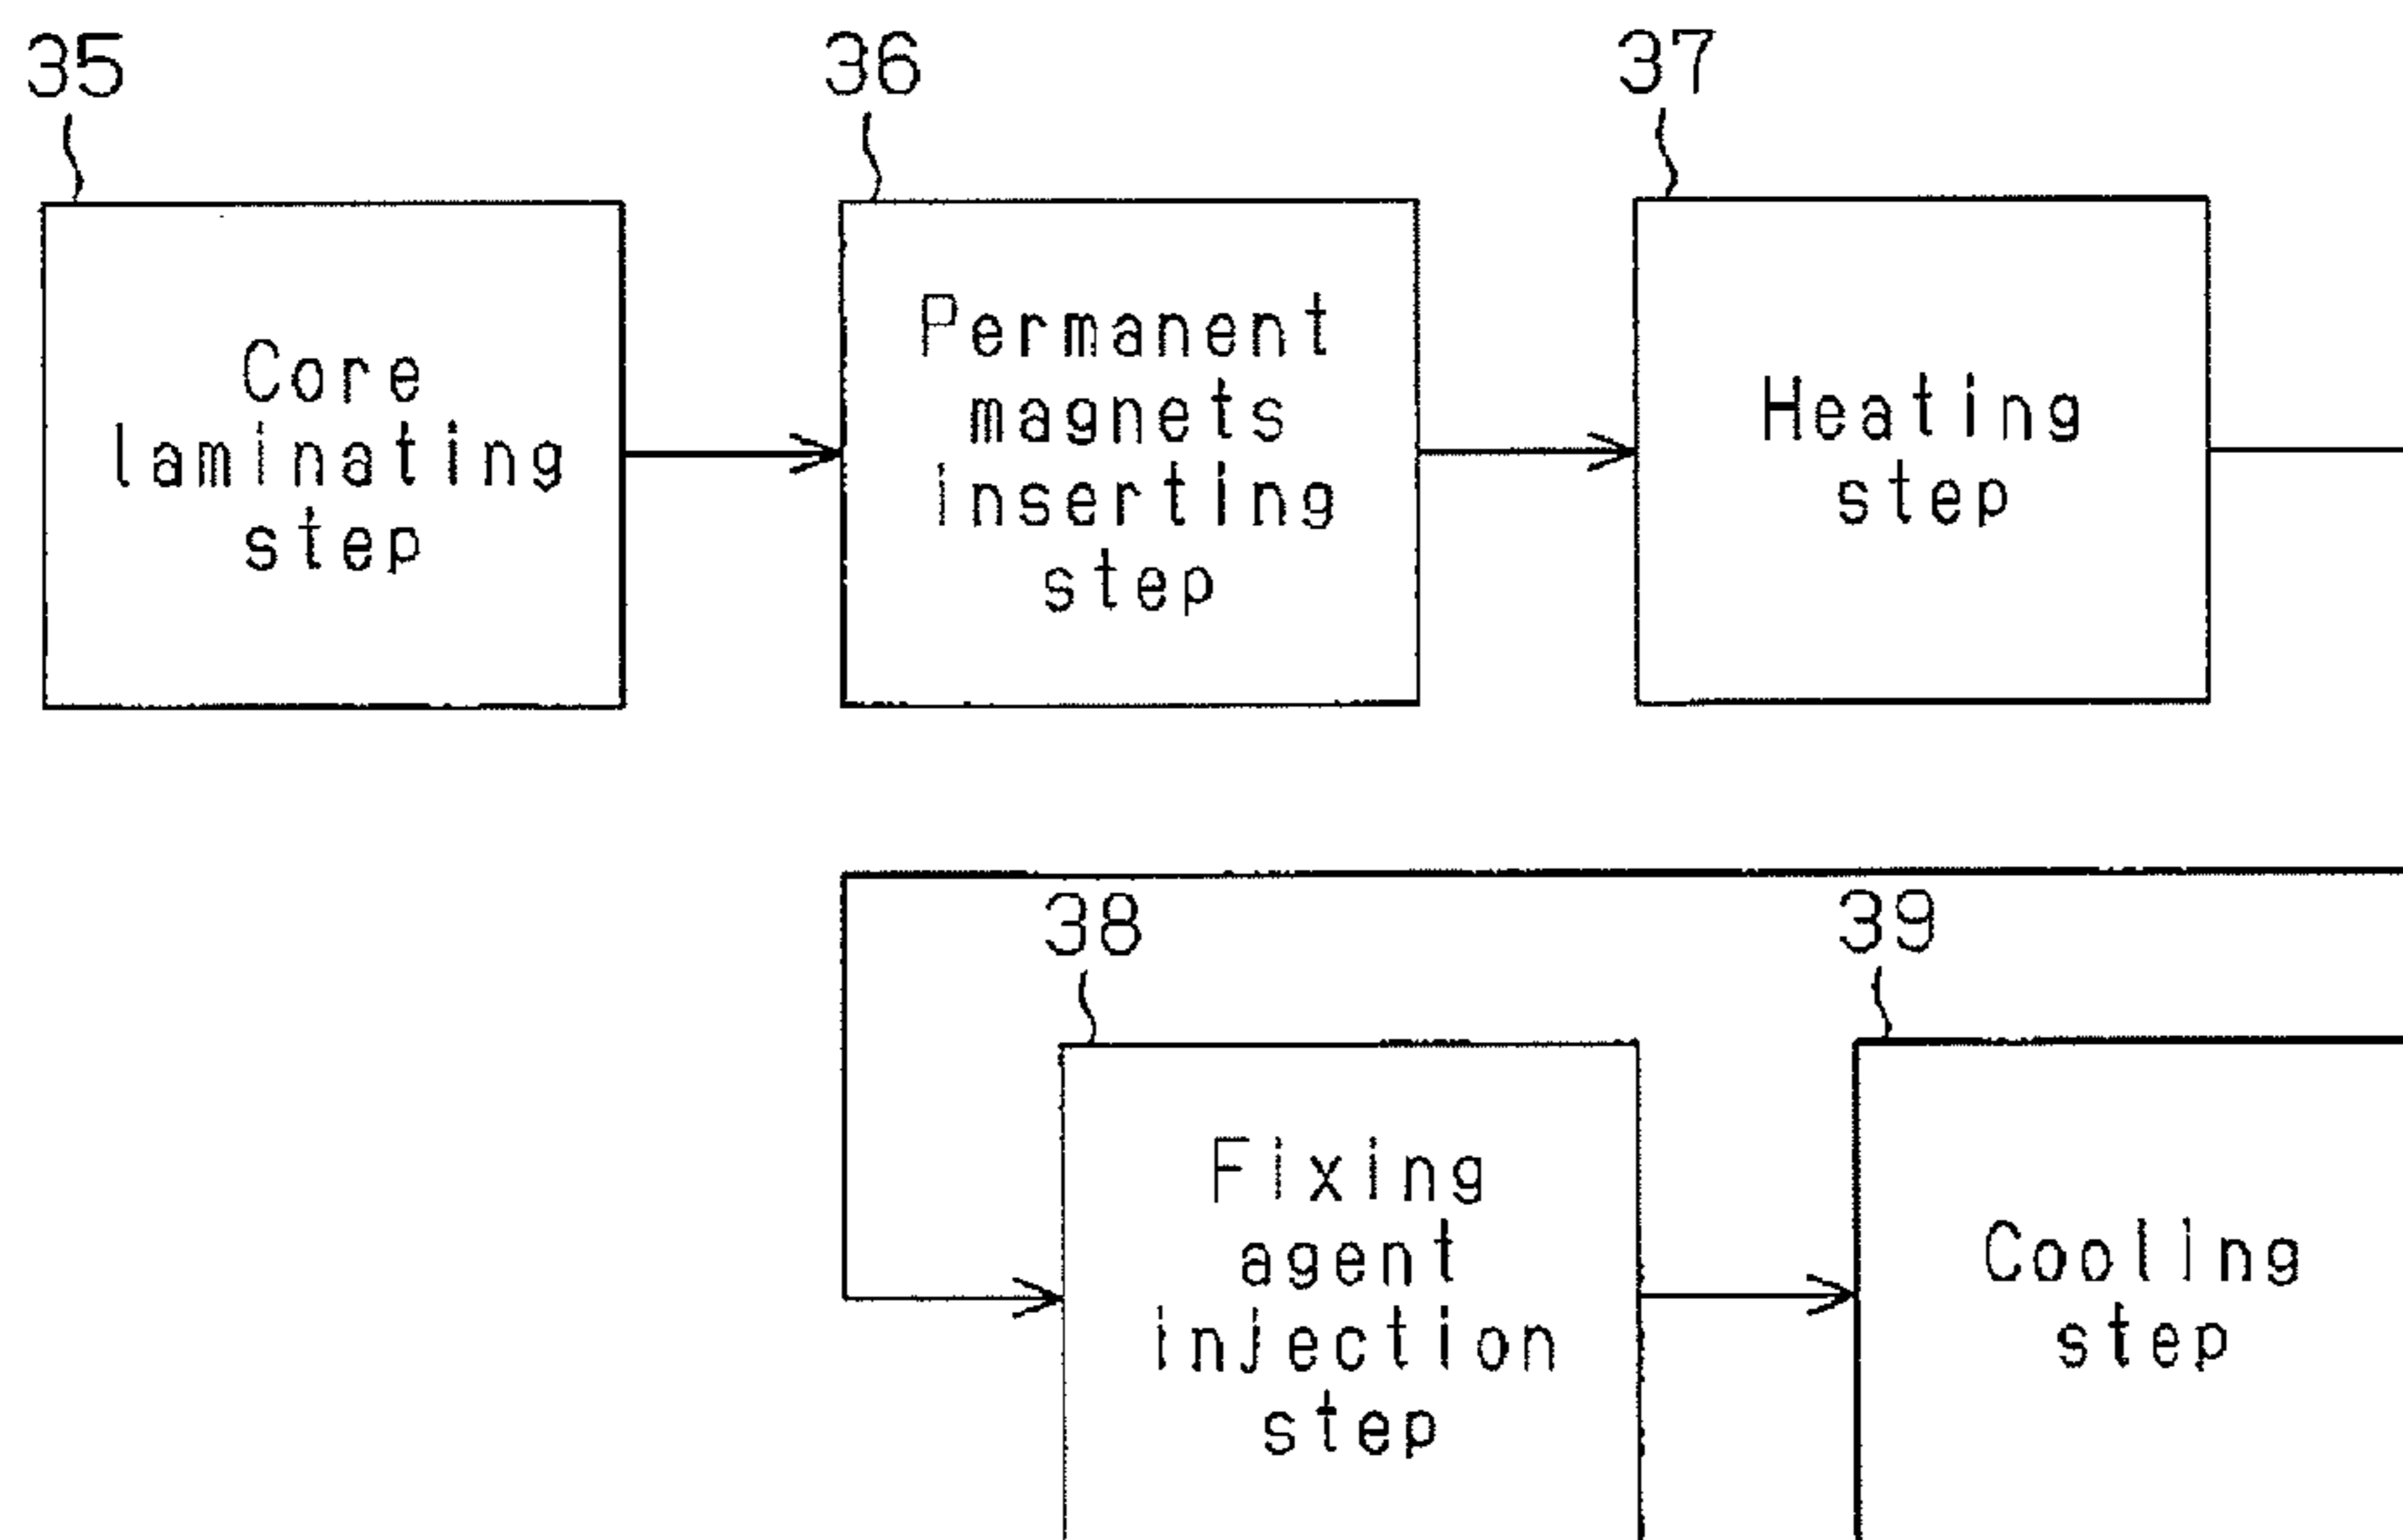 35
36
37
Core
laminating
step
Permanent
magnets
inserting
step
Heating
step
38
39
Fixing
agent
injection
step
Cooling
step